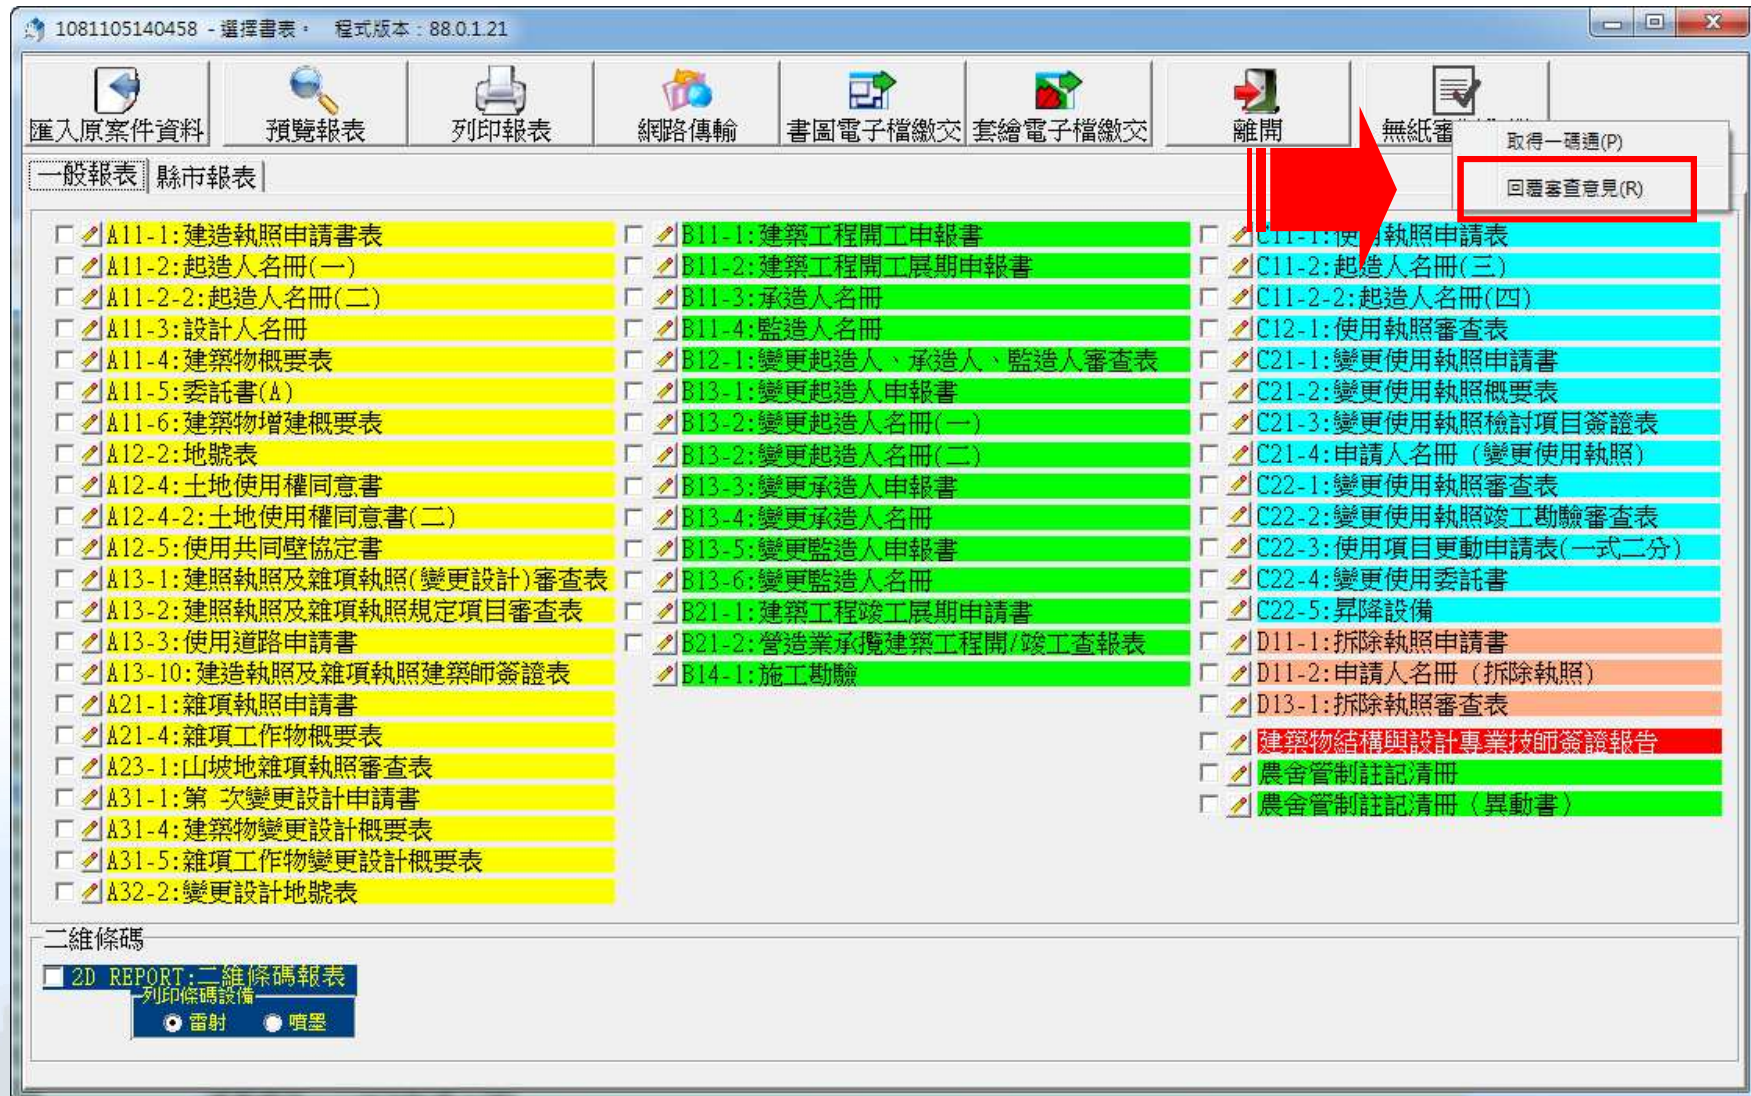 1081105140458 - 選擇書表。 程式版本：88.0.1.21
匯入原案件資料 預覽報表 列印報表 網路傳輸 書圖電子檔繳交 套繪電子檔繳交 離開 無紙審
取得一碼通(P)
回覆審查意見(R)
一般報表 縣市報表
A11-1:建造執照申請書表
A11-2:起造人名冊(一)
A11-2-2:起造人名冊(二)
A11-3:設計人名冊
A11-4:建築物概要表
A11-5:委託書(A)
A11-6:建築物增建概要表
A12-2:地號表
A12-4:土地使用權同意書
A12-4-2:土地使用權同意書(二)
A12-5:使用共同壁協定書
A13-1:建照執照及雜項執照(變更設計)審查表
A13-2:建照執照及雜項執照規定項目審查表
A13-3:使用道路申請書
A13-10:建造執照及雜項執照建築師簽證表
A21-1:雜項執照申請書
A21-4:雜項工作物概要表
A23-1:山坡地雜項執照審查表
A31-1:第 次變更設計申請書
A31-4:建築物變更設計概要表
A31-5:雜項工作物變更設計概要表
A32-2:變更設計地號表
B11-1:建築工程開工申報書
B11-2:建築工程開工展期申報書
B11-3:承造人名冊
B11-4:監造人名冊
B12-1:變更起造人、承造人、監造人審查表
B13-1:變更起造人申報書
B13-2:變更起造人名冊(一)
B13-2:變更起造人名冊(二)
B13-3:變更承造人申報書
B13-4:變更承造人名冊
B13-5:變更監造人申報書
B13-6:變更監造人名冊
B21-1:建築工程竣工展期申請書
B21-2:營造業承攬建築工程開/竣工查報表
B14-1:施工勘驗
C11-1:使用執照申請表
C11-2:起造人名冊(三)
C11-2-2:起造人名冊(四)
C12-1:使用執照審查表
C21-1:變更使用執照申請書
C21-2:變更使用執照概要表
C21-3:變更使用執照檢討項目簽證表
C21-4:申請人名冊（變更使用執照）
C22-1:變更使用執照審查表
C22-2:變更使用執照竣工勘驗審查表
C22-3:使用項目更動申請表(一式二分)
C22-4:變更使用委託書
C22-5:昇降設備
D11-1:拆除執照申請書
D11-2:申請人名冊（拆除執照）
D13-1:拆除執照審查表
建築物結構與設計專業技師簽證報告
農舍管制註記清冊
農舍管制註記清冊（異動書）
二維條碼
2D REPORT:二維條碼報表
列印條碼設備
雷射 噴墨